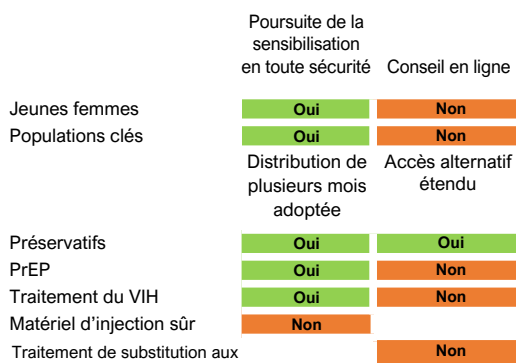 Poursuite de la
sensibilisation
en toute sécurité Conseil en ligne
Jeunes femmes Oui Non
Populations clés Oui Non
Distribution de Accès alternatif
plusieurs mois étendu
adoptée
Préservatifs Oui Oui
PrEP Oui Non
Traitement du VIH Oui Non
Matériel d’injection sûr Non
Traitement de substitution aux Non